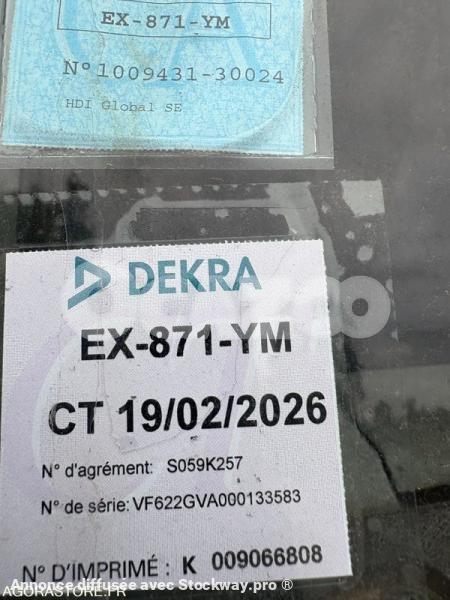 EX-871-YM
N° 1009431-30024
HDI Global SE
DEKRA
EX-871-YM
CT 19/02/2026
N° d'agrément: S059K257
N° de série: VF622GVA000133583
N° D'IMPRIMÉ : K 009066808
Annonce diffusée avec Stockway.pro ®
AGORASTORE.FR